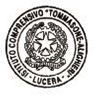 ISTITUTO COMPRENSIVO "TOMMASONE-ALIGHIERI"
- LUCERA -